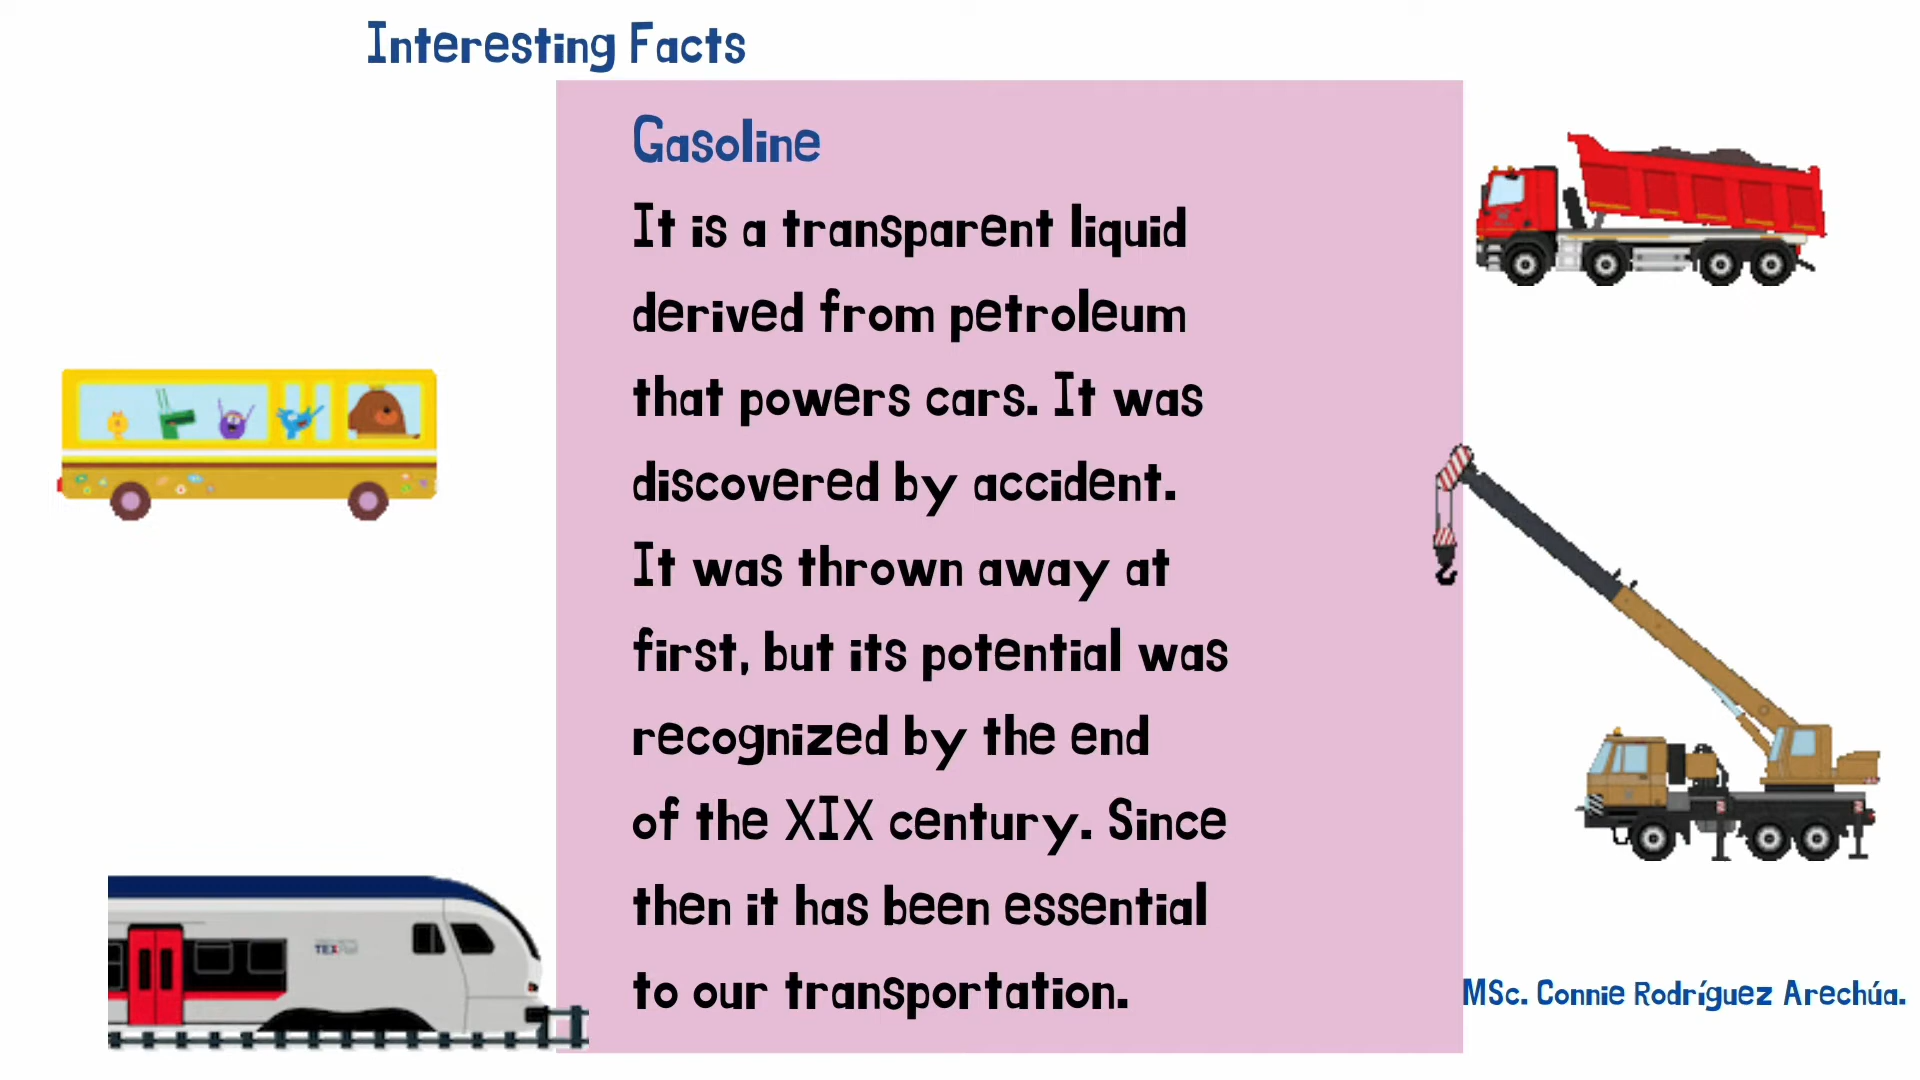 Interesting Facts
Gasoline
It is a transparent liquid
derived from petroleum
that powers cars. It was
discovered by accident.
It was thrown away at
first, but its potential was
recognized by the end
of the XIX century. Since
then it has been essential
to our transportation.
MSc. Connie Rodríguez Arechúa.